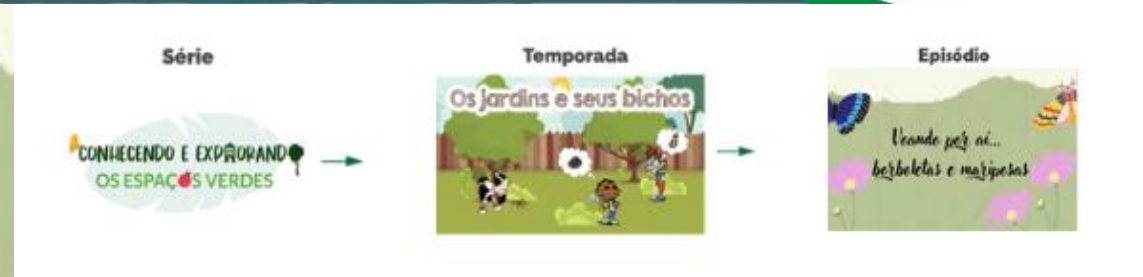 Série
CONHECENDO E EXPLORANDO
OS ESPAÇOS VERDES
Temporada
Os jardins e seus bichos
Episódio
Voando por aí...
borboletas e mariposas